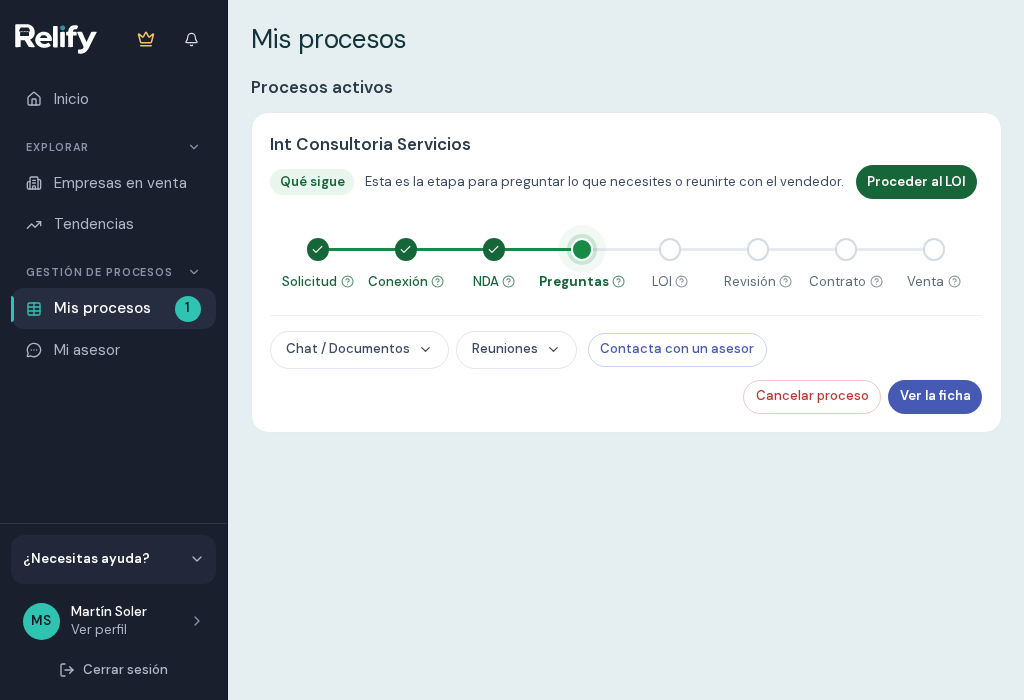 Relify
Inicio
EXPLORAR
Empresas en venta
Tendencias
GESTIÓN DE PROCESOS
Mis procesos 1
Mi asesor
¿Necesitas ayuda?
MS
Martín Soler
Ver perfil
Cerrar sesión
Mis procesos
Procesos activos
Int Consultoria Servicios
Qué sigue Esta es la etapa para preguntar lo que necesites o reunirte con el vendedor. Proceder al LOI
Solicitud Conexión NDA Preguntas LOI Revisión Contrato Venta
Chat / Documentos Reuniones Contacta con un asesor
Cancelar proceso Ver la ficha